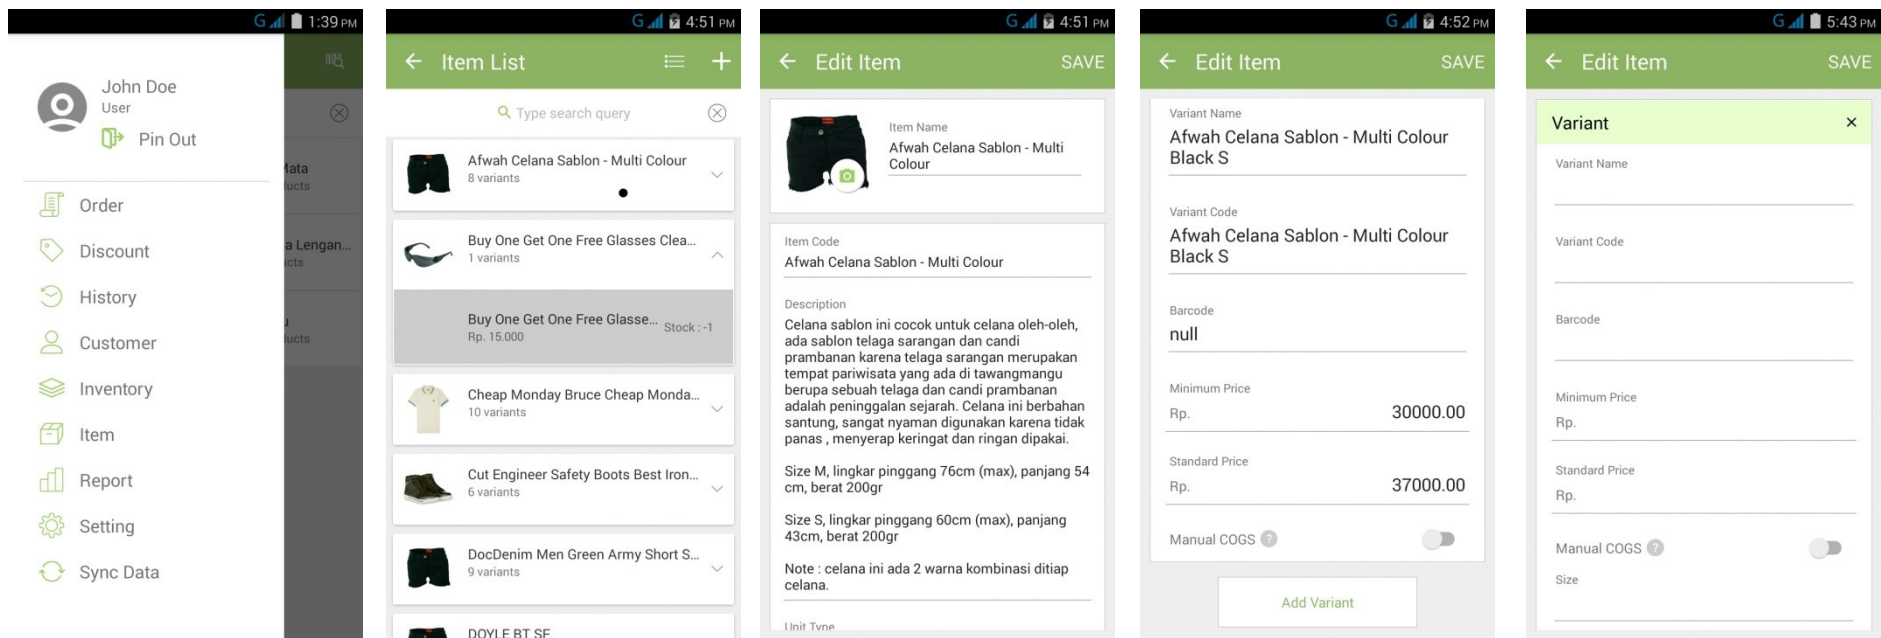 G 1:39 PM
John Doe
User
Pin Out
Order
Discount
History
Customer
Inventory
Item
Report
Setting
Sync Data
Mata
a Lengan...
G 4:51 PM
Item List
Type search query
Afwah Celana Sablon - Multi Colour
8 variants
Buy One Get One Free Glasses Clea...
1 variants
Buy One Get One Free Glasse...
Stock : -1
Rp. 15.000
Cheap Monday Bruce Cheap Monda...
10 variants
Cut Engineer Safety Boots Best Iron...
6 variants
DocDenim Men Green Army Short S...
9 variants
DOYLE BT SE
G 4:51 PM
Edit Item
SAVE
Item Name
Afwah Celana Sablon - Multi
Colour
Item Code
Afwah Celana Sablon - Multi Colour
Description
Celana sablon ini cocok untuk celana oleh-oleh,
ada sablon telaga sarangan dan candi
prambanan karena telaga sarangan merupakan
tempat pariwisata yang ada di tawangmangu
berupa sebuah telaga dan candi prambanan
adalah peninggalan sejarah. Celana ini berbahan
santung, sangat nyaman digunakan karena tidak
panas , menyerap keringat dan ringan dipakai.
Size M, lingkar pinggang 76cm (max), panjang 54
cm, berat 200gr
Size S, lingkar pinggang 60cm (max), panjang
43cm, berat 200gr
Note : celana ini ada 2 warna kombinasi ditiap
celana.
Unit Type
G 4:52 PM
Edit Item
SAVE
Variant Name
Afwah Celana Sablon - Multi Colour
Black S
Variant Code
Afwah Celana Sablon - Multi Colour
Black S
Barcode
null
Minimum Price
Rp. 30000.00
Standard Price
Rp. 37000.00
Manual COGS ?
Add Variant
G 5:43 PM
Edit Item
SAVE
Variant
Variant Name
Variant Code
Barcode
Minimum Price
Rp.
Standard Price
Rp.
Manual COGS ?
Size